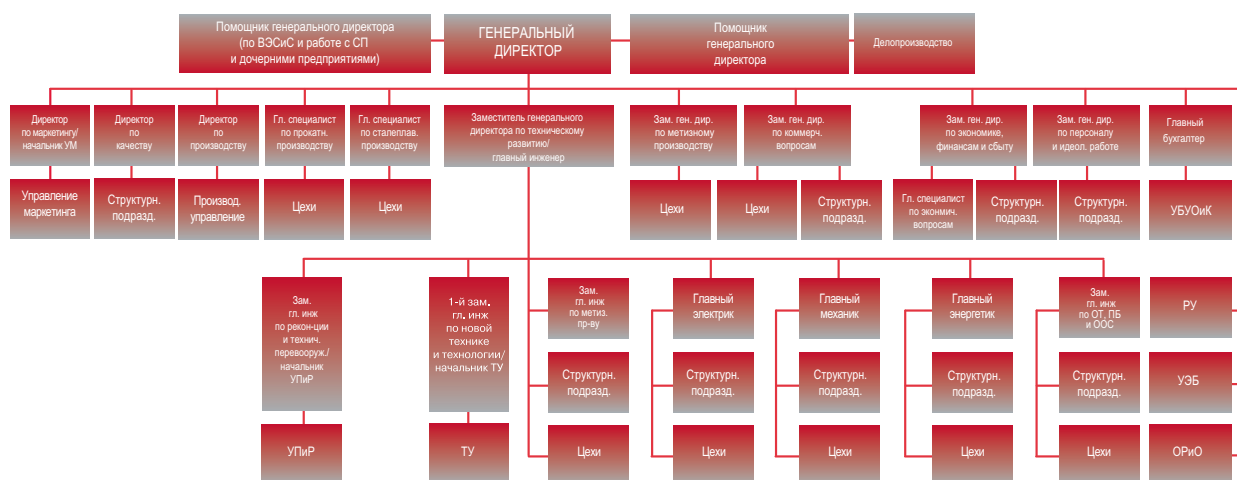 Помощник генерального директора
(по ВЭСиС и работе с СП
и дочерними предприятиями)
ГЕНЕРАЛЬНЫЙ
ДИРЕКТОР
Помощник
генерального
директора
Делопроизводство
Директор
по маркетингу/
начальник УМ
Директор
по
качеству
Директор
по
производству
Гл. специалист
по прокатн.
производству
Гл. специалист
по сталеплав.
производству
Заместитель генерального
директора по техническому
развитию/
главный инженер
Зам. ген. дир.
по метизному
производству
Зам. ген. дир.
по коммерч.
вопросам
Зам. ген. дир.
по экономике,
финансам и сбыту
Зам. ген. дир.
по персоналу
и идеол. работе
Главный
бухгалтер
Управление
маркетинга
Структурн.
подразд.
Производ.
управление
Цехи
Цехи
Цехи
Цехи
Структурн.
подразд.
Гл. специалист
по экономич.
вопросам
Структурн.
подразд.
Структурн.
подразд.
УБУОиК
Зам.
гл. инж
по рекон-ции
и технич.
перевооруж./
начальник
УПиР
1-й зам.
гл. инж
по новой
технике
и технологии/
начальник ТУ
Зам.
гл. инж
по метиз.
пр-ву
Главный
электрик
Главный
механик
Главный
энергетик
Зам.
гл. инж
по ОТ, ПБ
и ООС
РУ
Структурн.
подразд.
Структурн.
подразд.
Структурн.
подразд.
Структурн.
подразд.
Структурн.
подразд.
УЭБ
УПиР
ТУ
Цехи
Цехи
Цехи
Цехи
Цехи
ОРиО